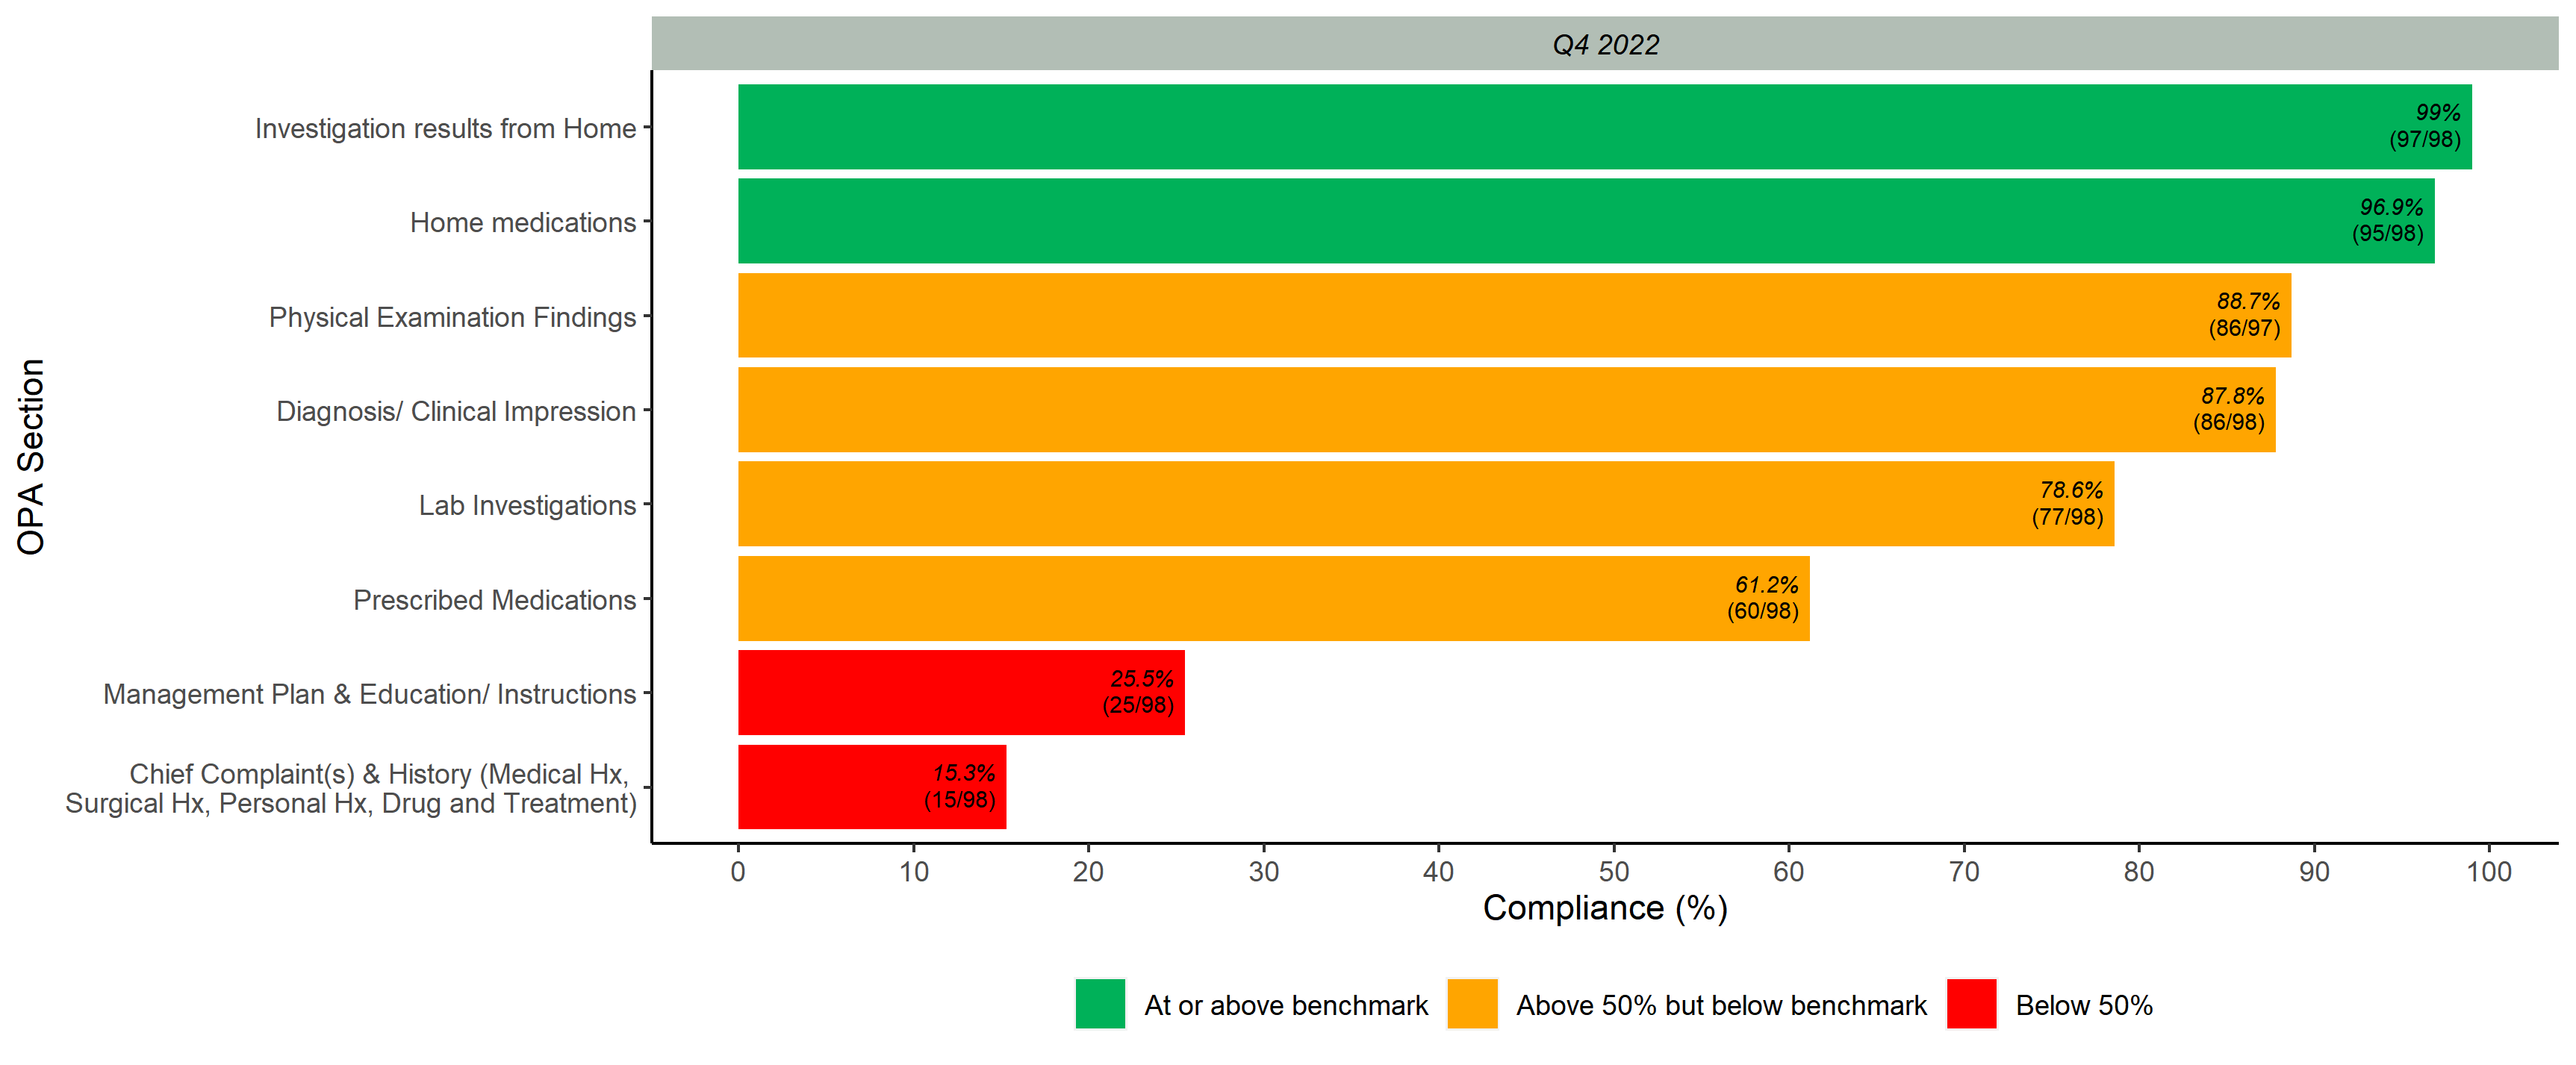 Q4 2022
OPA Section
Investigation results from Home
99%
(97/98)
Home medications
96.9%
(95/98)
Physical Examination Findings
88.7%
(86/97)
Diagnosis/ Clinical Impression
87.8%
(86/98)
Lab Investigations
78.6%
(77/98)
Prescribed Medications
61.2%
(60/98)
Management Plan & Education/ Instructions
25.5%
(25/98)
Chief Complaint(s) & History (Medical Hx,
Surgical Hx, Personal Hx, Drug and Treatment)
15.3%
(15/98)
0 10 20 30 40 50 60 70 80 90 100
Compliance (%)
At or above benchmark Above 50% but below benchmark Below 50%